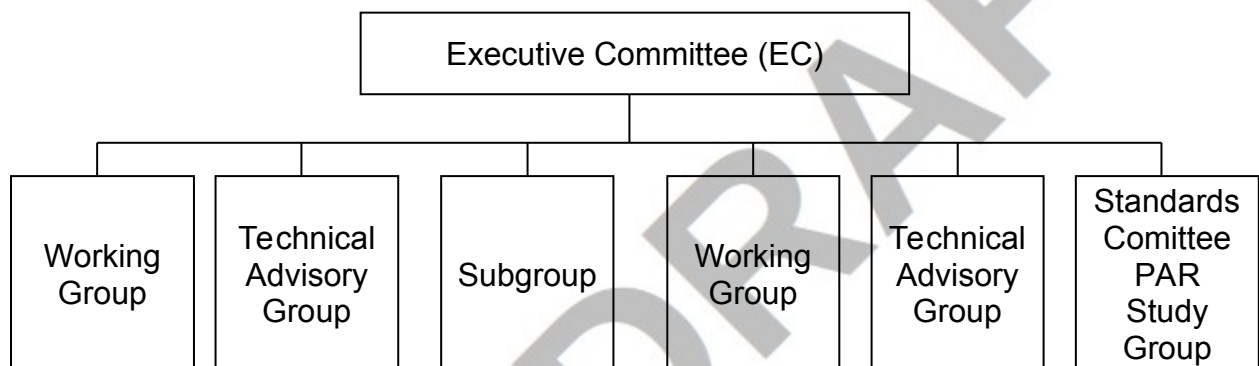 Executive Committee (EC)
Working
Group
Technical
Advisory
Group
Subgroup
Working
Group
Technical
Advisory
Group
Standards
Comittee
PAR
Study
Group
DRAF